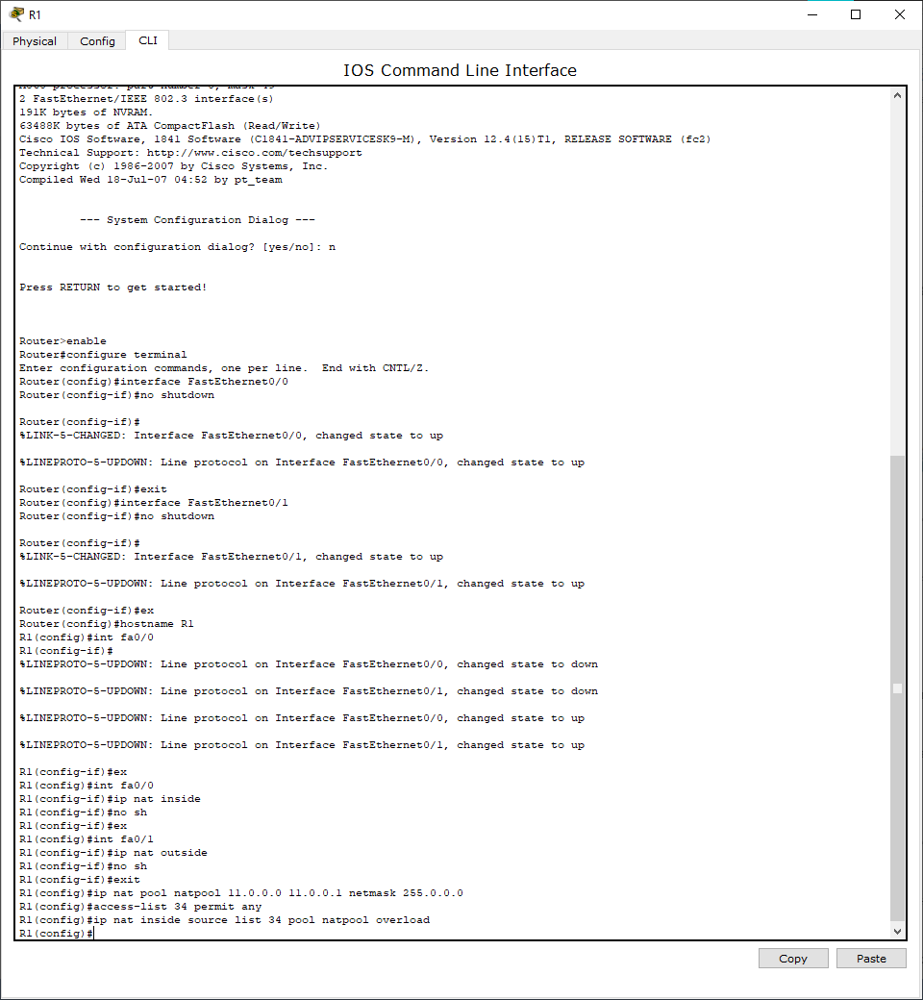 R1
Physical
Config
CLI
IOS Command Line Interface
2 FastEthernet/IEEE 802.3 interface(s)
191K bytes of NVRAM.
63488K bytes of ATA CompactFlash (Read/Write)
Cisco IOS Software, 1841 Software (C1841-ADVIPSERVICESK9-M), Version 12.4(15)T1, RELEASE SOFTWARE (fc2)
Technical Support: http://www.cisco.com/techsupport
Copyright (c) 1986-2007 by Cisco Systems, Inc.
Compiled Wed 18-Jul-07 04:52 by pt_team
--- System Configuration Dialog ---
Continue with configuration dialog? [yes/no]: n
Press RETURN to get started!
Router>enable
Router#configure terminal
Enter configuration commands, one per line.  End with CNTL/Z.
Router(config)#interface FastEthernet0/0
Router(config-if)#no shutdown
Router(config-if)#
%LINK-5-CHANGED: Interface FastEthernet0/0, changed state to up
%LINEPROTO-5-UPDOWN: Line protocol on Interface FastEthernet0/0, changed state to up
Router(config-if)#exit
Router(config)#interface FastEthernet0/1
Router(config-if)#no shutdown
Router(config-if)#
%LINK-5-CHANGED: Interface FastEthernet0/1, changed state to up
%LINEPROTO-5-UPDOWN: Line protocol on Interface FastEthernet0/1, changed state to up
Router(config-if)#ex
Router(config)#hostname R1
R1(config)#int fa0/0
R1(config-if)#
%LINEPROTO-5-UPDOWN: Line protocol on Interface FastEthernet0/0, changed state to down
%LINEPROTO-5-UPDOWN: Line protocol on Interface FastEthernet0/1, changed state to down
%LINEPROTO-5-UPDOWN: Line protocol on Interface FastEthernet0/0, changed state to up
%LINEPROTO-5-UPDOWN: Line protocol on Interface FastEthernet0/1, changed state to up
R1(config-if)#ex
R1(config)#int fa0/0
R1(config-if)#ip nat inside
R1(config-if)#no sh
R1(config-if)#ex
R1(config)#int fa0/1
R1(config-if)#ip nat outside
R1(config-if)#no sh
R1(config-if)#exit
R1(config)#ip nat pool natpool 11.0.0.0 11.0.0.1 netmask 255.0.0.0
R1(config)#access-list 34 permit any
R1(config)#ip nat inside source list 34 pool natpool overload
R1(config)#
Copy
Paste